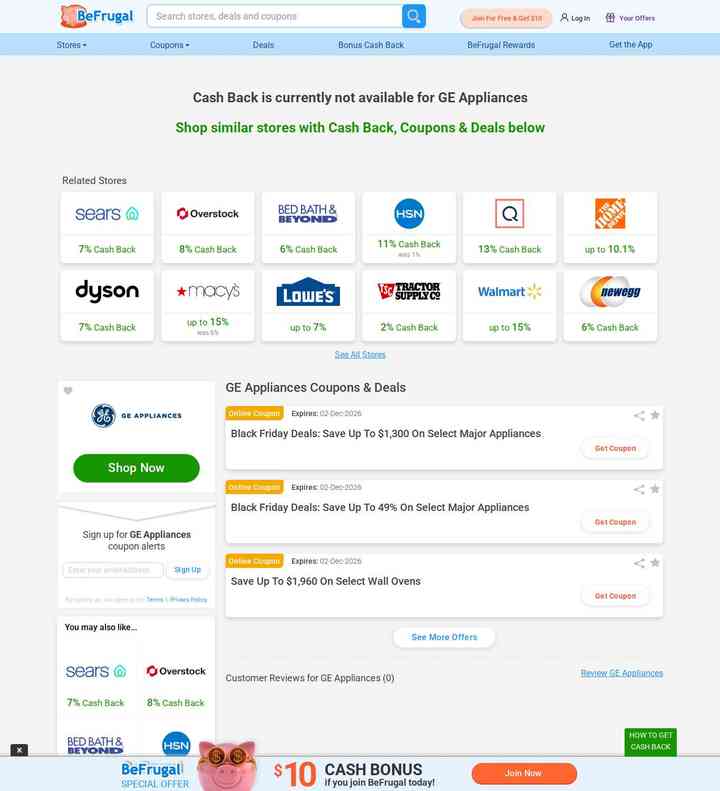 BeFrugal
Search stores, deals and coupons
Join For Free & Get $10
Log In
Your Offers
Stores
Coupons
Deals
Bonus Cash Back
BeFrugal Rewards
Get the App
Cash Back is currently not available for GE Appliances
Shop similar stores with Cash Back, Coupons & Deals below
Related Stores
sears
Overstock
BED BATH &
BEYOND
HSN
Q
THE HOME DEPOT
7% Cash Back
8% Cash Back
6% Cash Back
11% Cash Back
was 1%
13% Cash Back
up to 10.1%
dyson
macy's
LOWE'S
TSC TRACTOR
SUPPLY CO
Walmart
newegg
7% Cash Back
up to 15%
was 5%
up to 7%
2% Cash Back
up to 15%
6% Cash Back
See All Stores
GE APPLIANCES
Shop Now
Sign up for GE Appliances
coupon alerts
Enter your email address
Sign Up
By signing up, you agree to our Terms & Privacy Policy
You may also like...
sears
Overstock
7% Cash Back
8% Cash Back
BED BATH &
HSN
GE Appliances Coupons & Deals
Online Coupon
Expires: 02-Dec-2026
Black Friday Deals: Save Up To $1,300 On Select Major Appliances
Get Coupon
Online Coupon
Expires: 02-Dec-2026
Black Friday Deals: Save Up To 49% On Select Major Appliances
Get Coupon
Online Coupon
Expires: 02-Dec-2026
Save Up To $1,960 On Select Wall Ovens
Get Coupon
See More Offers
Customer Reviews for GE Appliances (0)
Review GE Appliances
HOW TO GET
CASH BACK
x
BeFrugal
SPECIAL OFFER
$ $
$10 CASH BONUS
if you join BeFrugal today!
Join Now